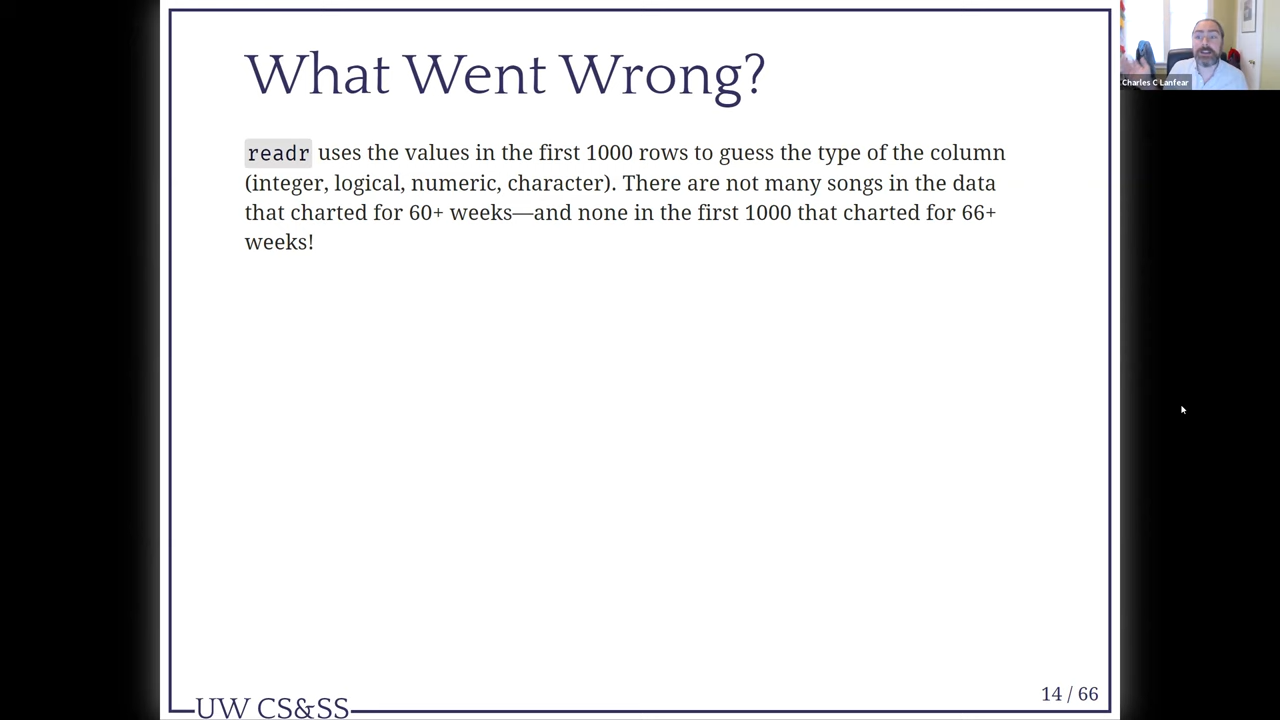 What Went Wrong?
readr uses the values in the first 1000 rows to guess the type of the column
(integer, logical, numeric, character). There are not many songs in the data
that charted for 60+ weeks—and none in the first 1000 that charted for 66+
weeks!
14 / 66
UW CS&SS
Charles C Lanfear